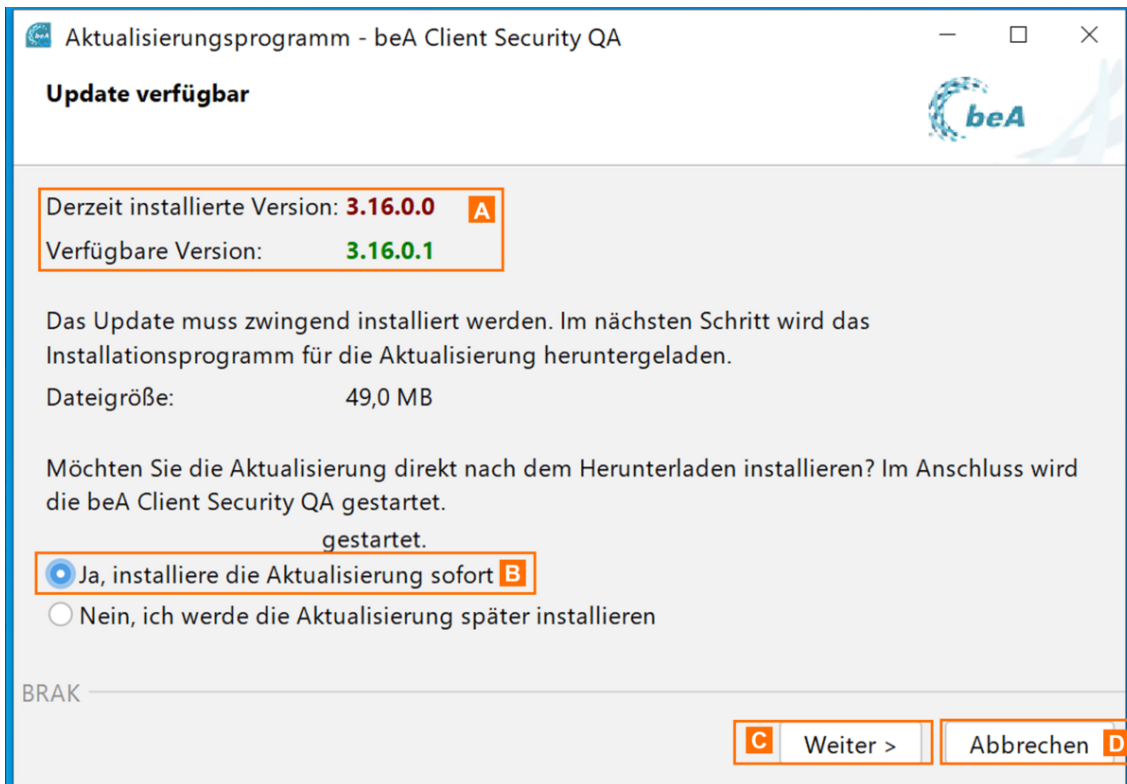 Aktualisierungsprogramm - beA Client Security QA
Update verfügbar
beA
Derzeit installierte Version: 3.16.0.0 A
Verfügbare Version: 3.16.0.1
Das Update muss zwingend installiert werden. Im nächsten Schritt wird das
Installationsprogramm für die Aktualisierung heruntergeladen.
Dateigröße: 49,0 MB
Möchten Sie die Aktualisierung direkt nach dem Herunterladen installieren? Im Anschluss wird
die beA Client Security QA gestartet.
gestartet.
Ja, installiere die Aktualisierung sofort B
Nein, ich werde die Aktualisierung später installieren
BRAK
C Weiter > Abbrechen D